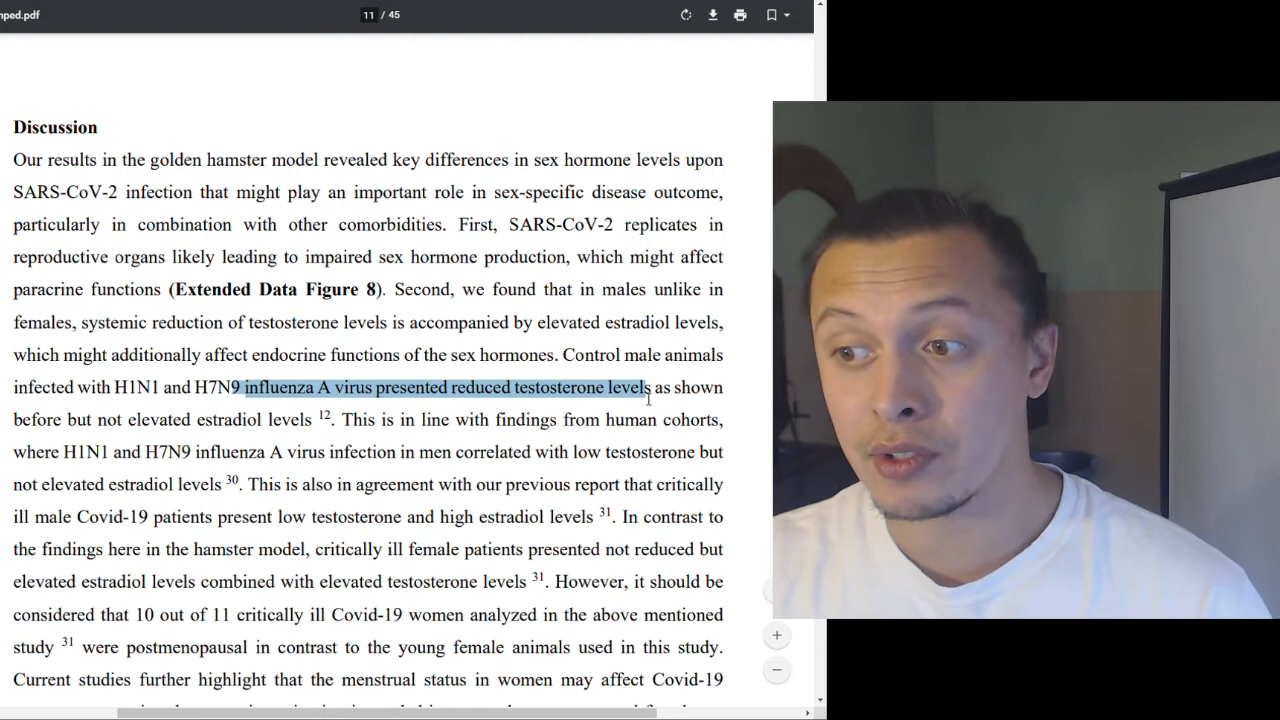 nped.pdf
11 / 45
Discussion
Our results in the golden hamster model revealed key differences in sex hormone levels upon
SARS-CoV-2 infection that might play an important role in sex-specific disease outcome,
particularly in combination with other comorbidities. First, SARS-CoV-2 replicates in
reproductive organs likely leading to impaired sex hormone production, which might affect
paracrine functions (Extended Data Figure 8). Second, we found that in males unlike in
females, systemic reduction of testosterone levels is accompanied by elevated estradiol levels,
which might additionally affect endocrine functions of the sex hormones. Control male animals
infected with H1N1 and H7N9 influenza A virus presented reduced testosterone levels as shown
before but not elevated estradiol levels 12. This is in line with findings from human cohorts,
where H1N1 and H7N9 influenza A virus infection in men correlated with low testosterone but
not elevated estradiol levels 30. This is also in agreement with our previous report that critically
ill male Covid-19 patients present low testosterone and high estradiol levels 31. In contrast to
the findings here in the hamster model, critically ill female patients presented not reduced but
elevated estradiol levels combined with elevated testosterone levels 31. However, it should be
considered that 10 out of 11 critically ill Covid-19 women analyzed in the above mentioned
study 31 were postmenopausal in contrast to the young female animals used in this study.
Current studies further highlight that the menstrual status in women may affect Covid-19